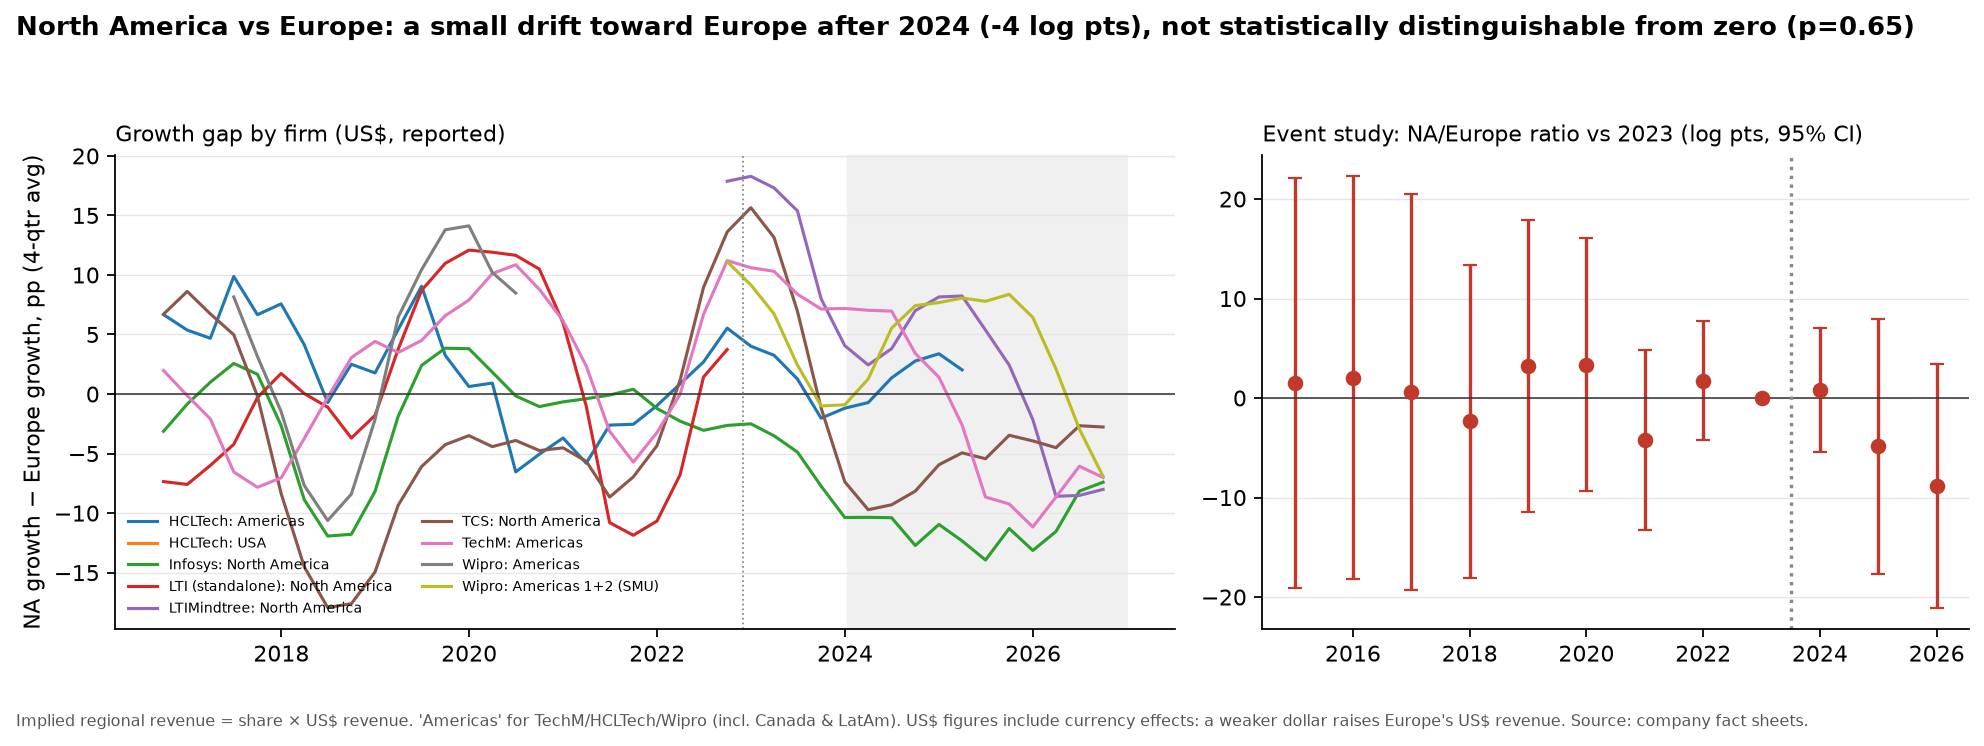 North America vs Europe: a small drift toward Europe after 2024 (-4 log pts), not statistically distinguishable from zero (p=0.65)
Growth gap by firm (US$, reported)
NA growth − Europe growth, pp (4-qtr avg)
20
15
10
5
0
−5
−10
−15
HCLTech: Americas
HCLTech: USA
Infosys: North America
LTI (standalone): North America
LTIMindtree: North America
TCS: North America
TechM: Americas
Wipro: Americas
Wipro: Americas 1+2 (SMU)
2018 2020 2022 2024 2026
Event study: NA/Europe ratio vs 2023 (log pts, 95% CI)
20
10
0
−10
−20
2016 2018 2020 2022 2024 2026
Implied regional revenue = share × US$ revenue. 'Americas' for TechM/HCLTech/Wipro (incl. Canada & LatAm). US$ figures include currency effects: a weaker dollar raises Europe's US$ revenue. Source: company fact sheets.